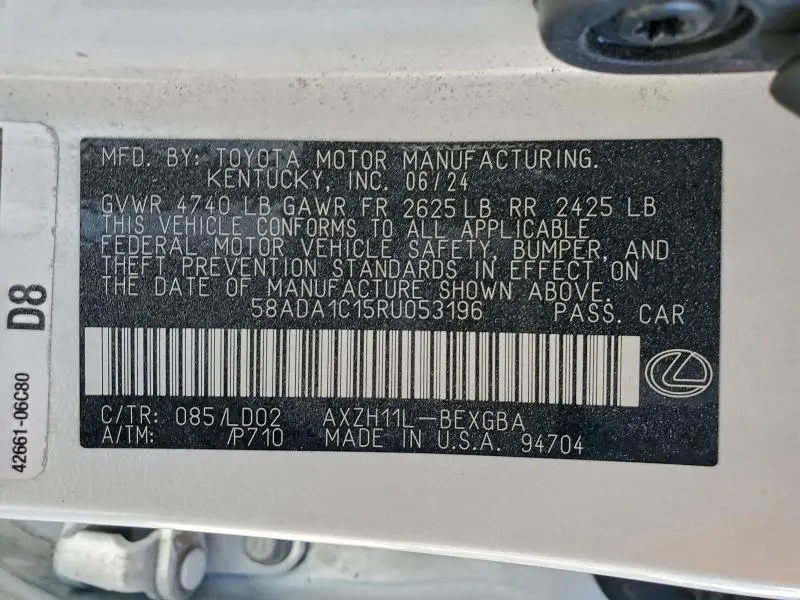 MFD. BY: TOYOTA MOTOR MANUFACTURING.
KENTUCKY, INC. 06/24
GVWR 4740 LB GAWR FR 2625 LB RR 2425 LB
THIS VEHICLE CONFORMS TO ALL APPLICABLE
FEDERAL MOTOR VEHICLE SAFETY, BUMPER, AND
THEFT PREVENTION STANDARDS IN EFFECT ON
THE DATE OF MANUFACTURE SHOWN ABOVE.
58ADA1C15RU053196 PASS. CAR
C/TR: 085/LD02 AXZH11L-BEXGBA
A/TM: /P710 MADE IN U.S.A. 94704
D8
42661-06C80